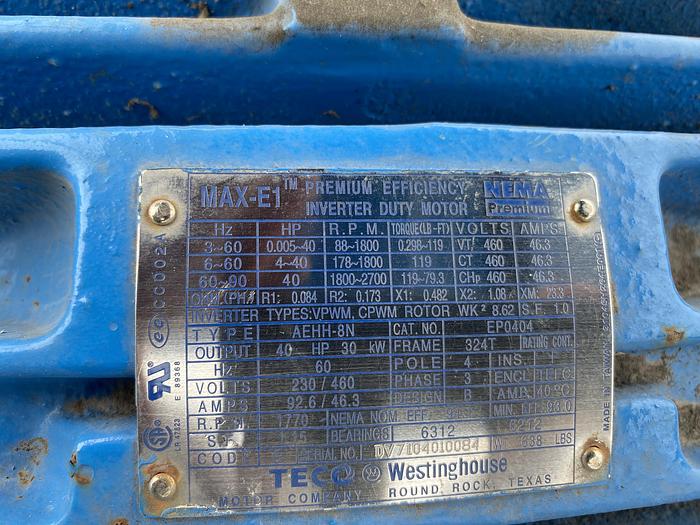 MAX-E1™ PREMIUM EFFICIENCY INVERTER DUTY MOTOR NEMA Premium
Hz HP R.P.M. TORQUE(LB-FT) VOLTS AMPS
3~60 0.005~40 88~1800 0.298~119 VT 460 46.3
6~60 4~40 178~1800 119 CT 460 46.3
60~90 40 1800~2700 119~79.3 CHp 460 46.3
R1: 0.084 R2: 0.173 X1: 0.482 X2: 1.08 XM:
INVERTER TYPES:VPWM, CPWM ROTOR WK² 8.62 S.F. 1.0
TYPE AEHH-8N CAT. NO. EP0404
OUTPUT 40 HP 30 kW FRAME 324T RATING CONT.
Hz 60 POLE 4 INS.
VOLTS 230/460 PHASE 3 ENCL.
AMPS 92.6/46.3 DESIGN B AMB. 40°C
R.P.M. 1770 NEMA NOM. EFF. MIN. EFF.
BEARINGS 6312 6212
CODE SERIAL NO. WT. LBS
TECO Westinghouse
MOTOR COMPANY ROUND ROCK, TEXAS
CC002A
E 89368
LR 47823
MADE IN TAIWAN